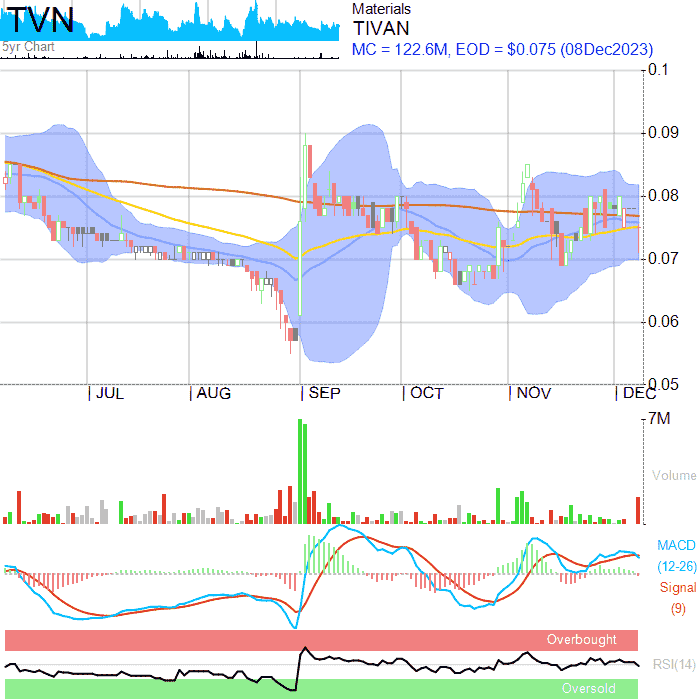 TVN
5yr Chart
Materials
TIVAN
MC = 122.6M, EOD = $0.075 (08Dec2023)
0.1
0.09
0.08
0.07
0.06
0.05
JUL AUG SEP OCT NOV DEC
7M
Volume
MACD
(12-26)
Signal
(9)
Overbought
RSI(14)
Oversold